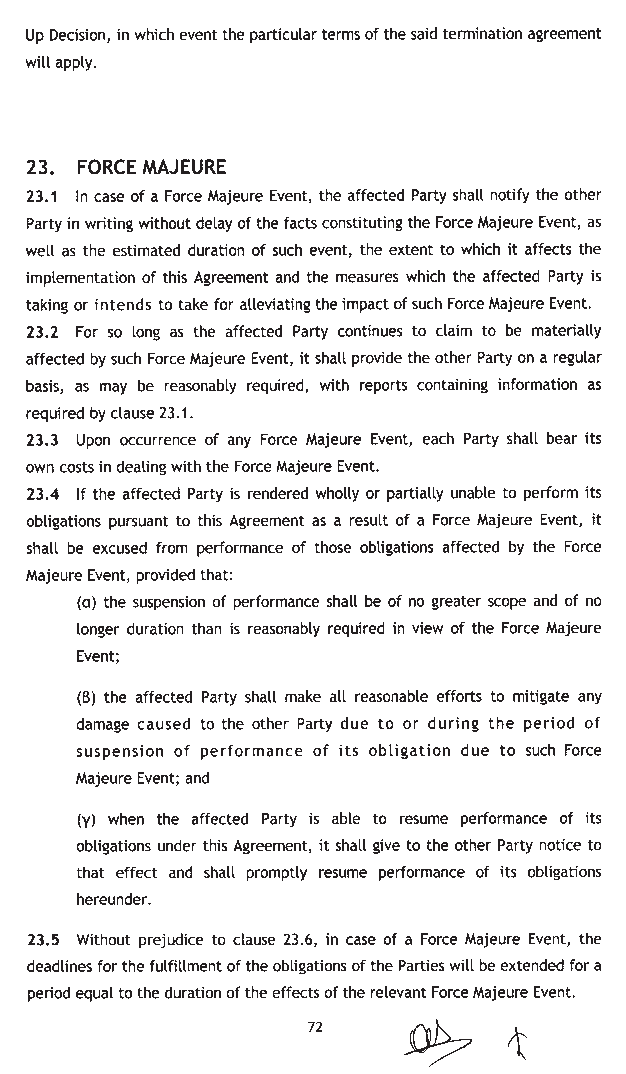 Up Decision, in which event the particular terms of the said termination agreement
will apply.
23. FORCE MAJEURE
23.1 In case of a Force Majeure Event, the affected Party shall notify the other
Party in writing without delay of the facts constituting the Force Majeure Event, as
well as the estimated duration of such event, the extent to which it affects the
implementation of this Agreement and the measures which the affected Party is
taking or intends to take for alleviating the impact of such Force Majeure Event.
23.2 For so long as the affected Party continues to claim to be materially
affected by such Force Majeure Event, it shall provide the other Party on a regular
basis, as may be reasonably required, with reports containing information as
required by clause 23.1.
23.3 Upon occurrence of any Force Majeure Event, each Party shall bear its
own costs in dealing with the Force Majeure Event.
23.4 If the affected Party is rendered wholly or partially unable to perform its
obligations pursuant to this Agreement as a result of a Force Majeure Event, it
shall be excused from performance of those obligations affected by the Force
Majeure Event, provided that:
(α) the suspension of performance shall be of no greater scope and of no
longer duration than is reasonably required in view of the Force Majeure
Event;
(β) the affected Party shall make all reasonable efforts to mitigate any
damage caused to the other Party due to or during the period of
suspension of performance of its obligation due to such Force
Majeure Event; and
(γ) when the affected Party is able to resume performance of its
obligations under this Agreement, it shall give to the other Party notice to
that effect and shall promptly resume performance of its obligations
hereunder.
23.5 Without prejudice to clause 23.6, in case of a Force Majeure Event, the
deadlines for the fulfillment of the obligations of the Parties will be extended for a
period equal to the duration of the effects of the relevant Force Majeure Event.
72